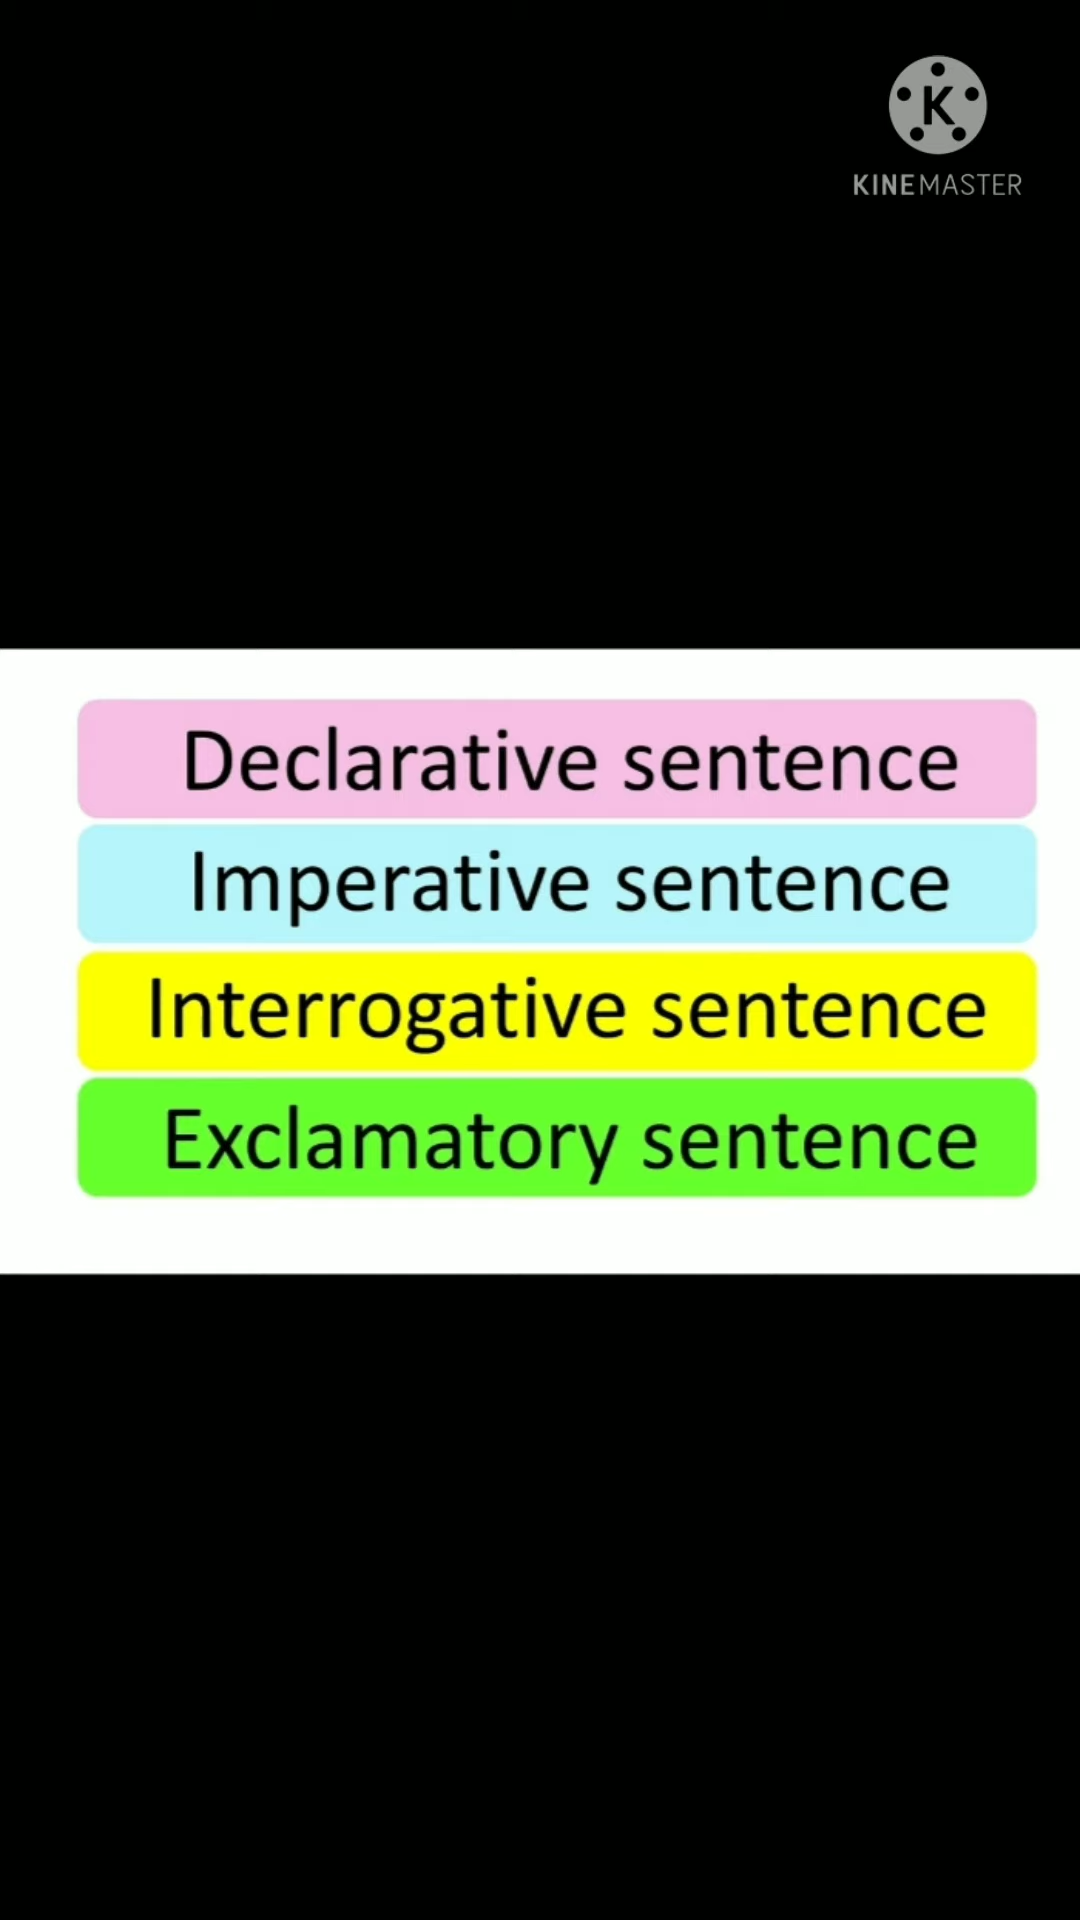 K
KINEMASTER
Declarative sentence
Imperative sentence
Interrogative sentence
Exclamatory sentence